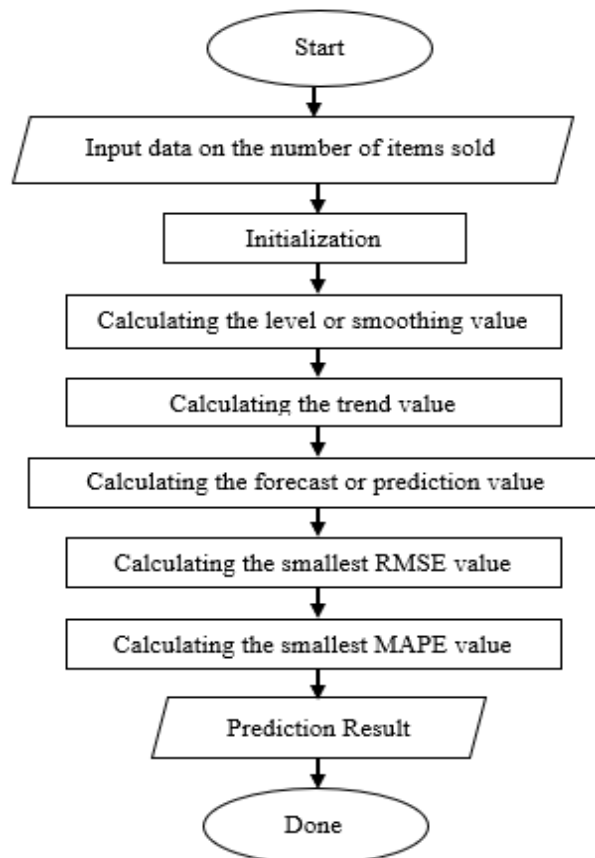 Start
Input data on the number of items sold
Initialization
Calculating the level or smoothing value
Calculating the trend value
Calculating the forecast or prediction value
Calculating the smallest RMSE value
Calculating the smallest MAPE value
Prediction Result
Done